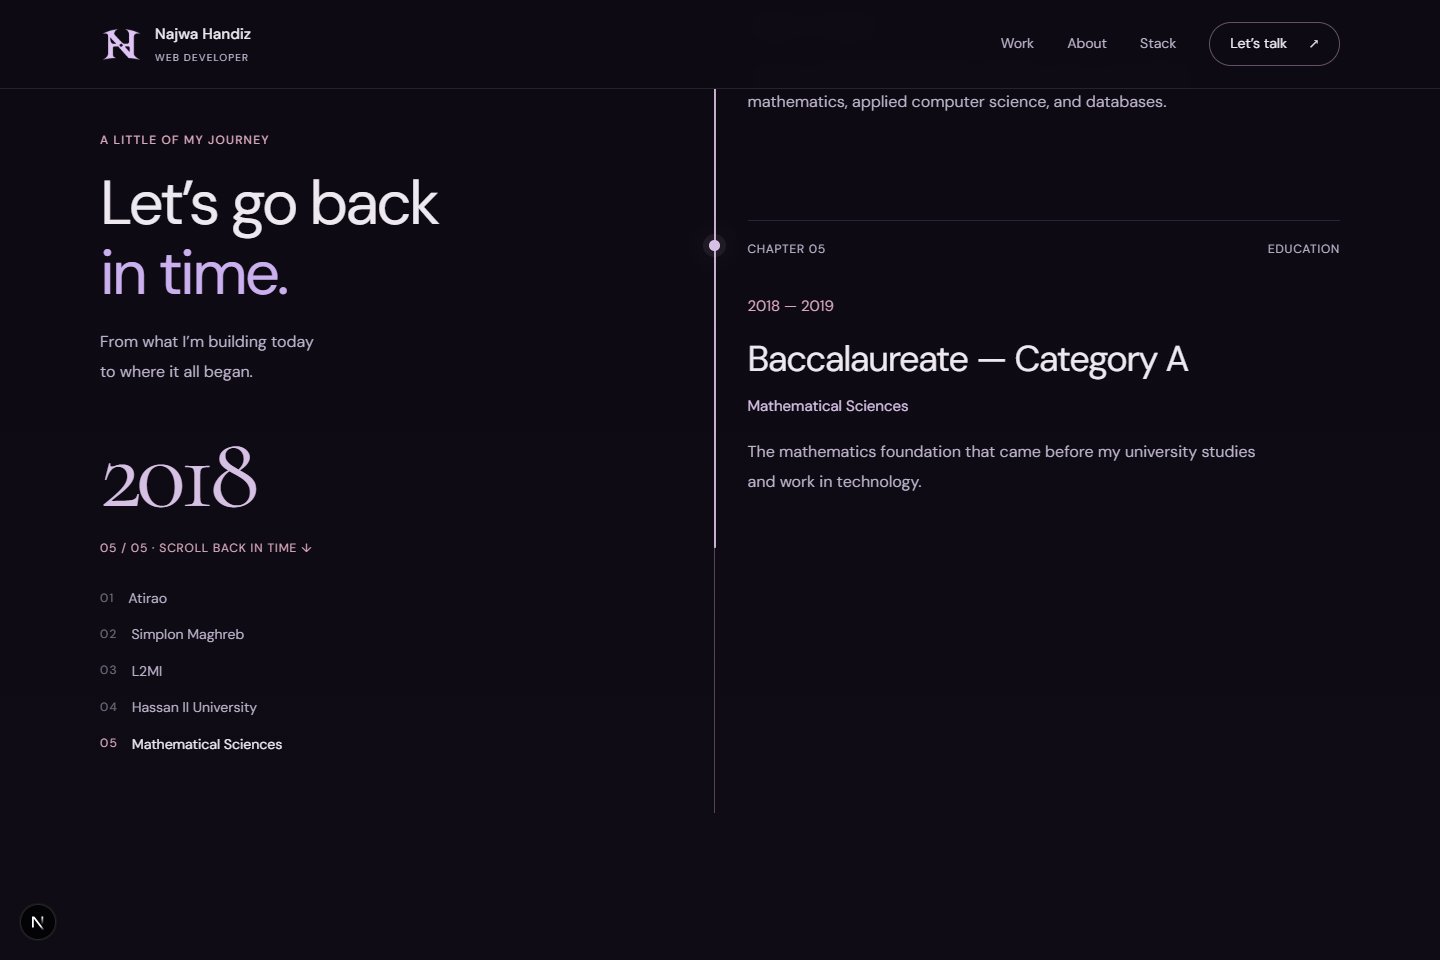 N
Najwa Handiz
WEB DEVELOPER
Work
About
Stack
Let’s talk ↗
A LITTLE OF MY JOURNEY
Let’s go back
in time.
From what I’m building today
to where it all began.
2018
05 / 05 · SCROLL BACK IN TIME ↓
01 Atirao
02 Simplon Maghreb
03 L2MI
04 Hassan II University
05 Mathematical Sciences
mathematics, applied computer science, and databases.
CHAPTER 05
EDUCATION
2018 — 2019
Baccalaureate — Category A
Mathematical Sciences
The mathematics foundation that came before my university studies
and work in technology.
N